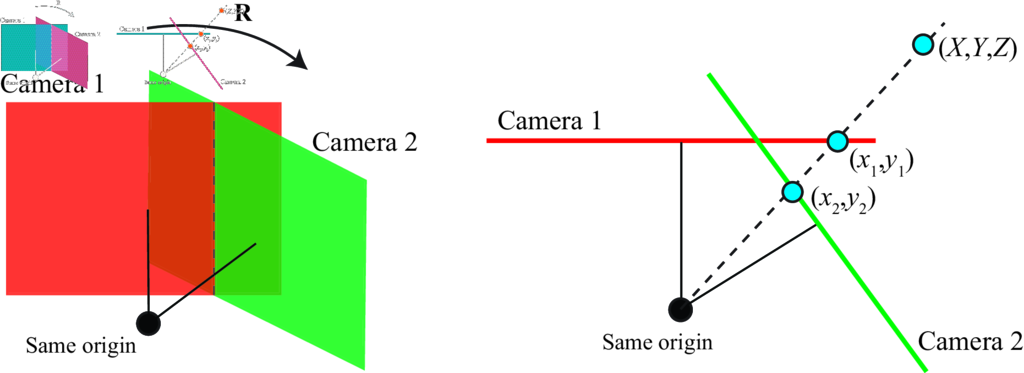 R
Camera 1
Camera 2
Same origin
(X,Y,Z)
Camera 1
(x₁,y₁)
(x₂,y₂)
Same origin
Camera 2